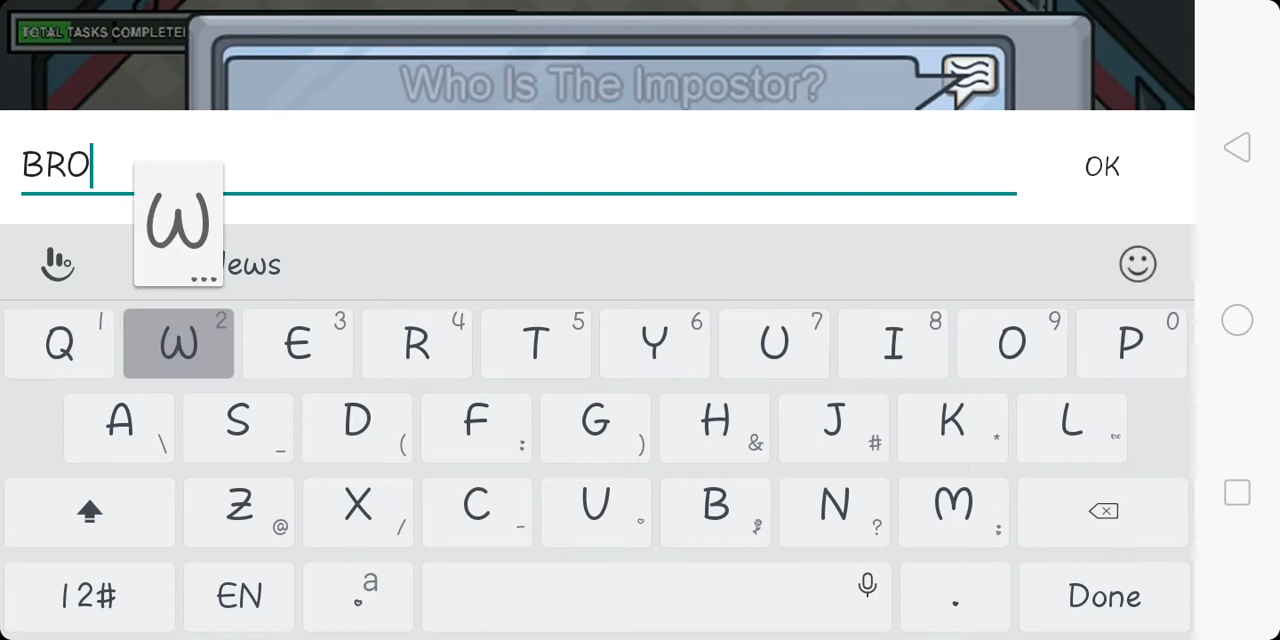 TOTAL TASKS COMPLETE
Who Is The Impostor?
BRO
OK
W
ews
Q 1 W 2 E 3 R 4 T 5 Y 6 U 7 I 8 O 9 P 0
A \ S _ D ( F : G ) H & J # K * L
Z @ X / C - U B N ? M ;
12# EN a . Done